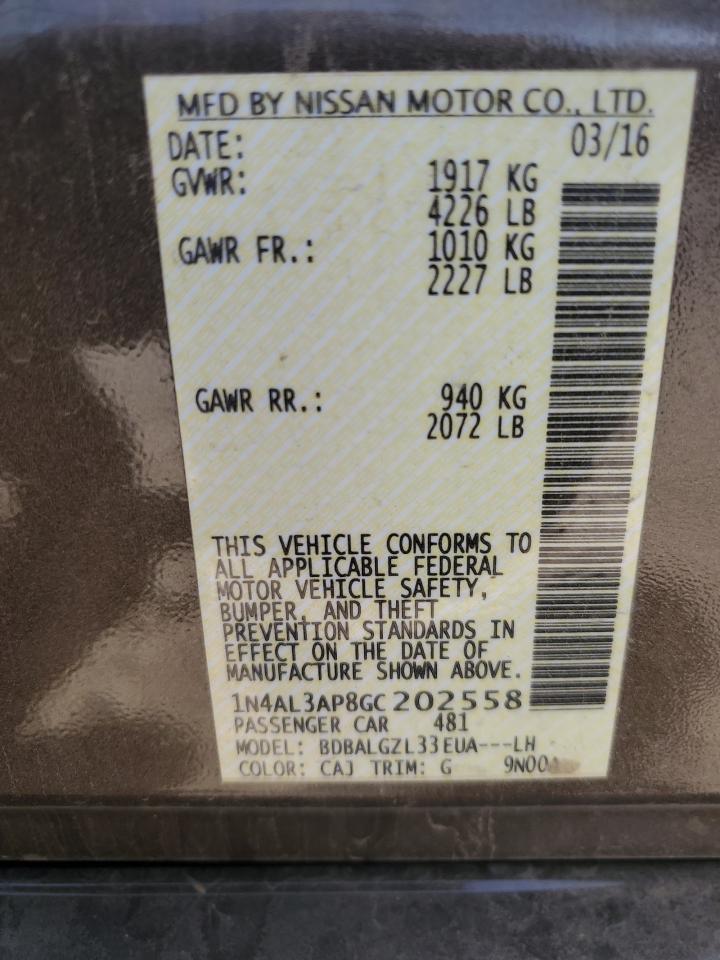 MFD BY NISSAN MOTOR CO., LTD.
DATE: 03/16
GVWR: 1917 KG
4226 LB
GAWR FR.: 1010 KG
2227 LB
GAWR RR.: 940 KG
2072 LB
THIS VEHICLE CONFORMS TO
ALL APPLICABLE FEDERAL
MOTOR VEHICLE SAFETY,
BUMPER, AND THEFT
PREVENTION STANDARDS IN
EFFECT ON THE DATE OF
MANUFACTURE SHOWN ABOVE.
1N4AL3AP8GC202558
PASSENGER CAR 481
MODEL: BDBALGZL33EUA---LH
COLOR: CAJ TRIM: G